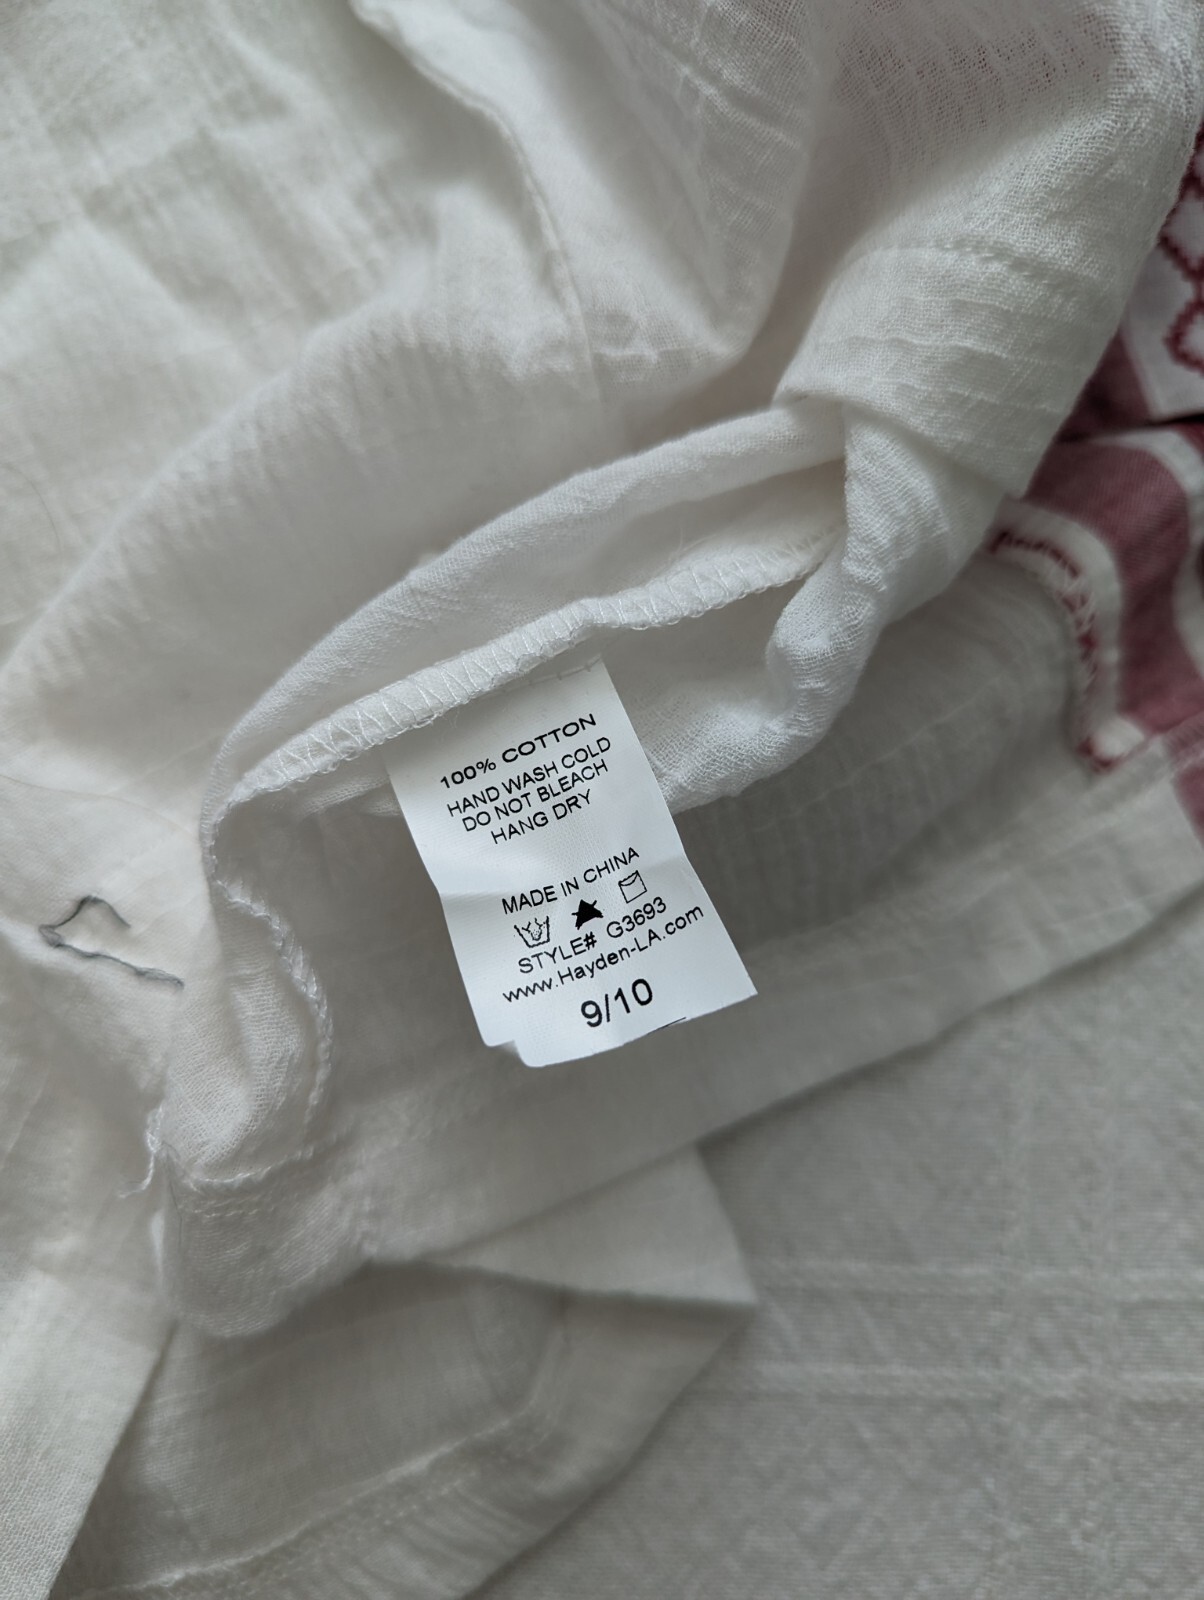 100% COTTON
HAND WASH COLD
DO NOT BLEACH
HANG DRY
MADE IN CHINA
STYLE# G3693
www.Hayden-LA.com
9/10